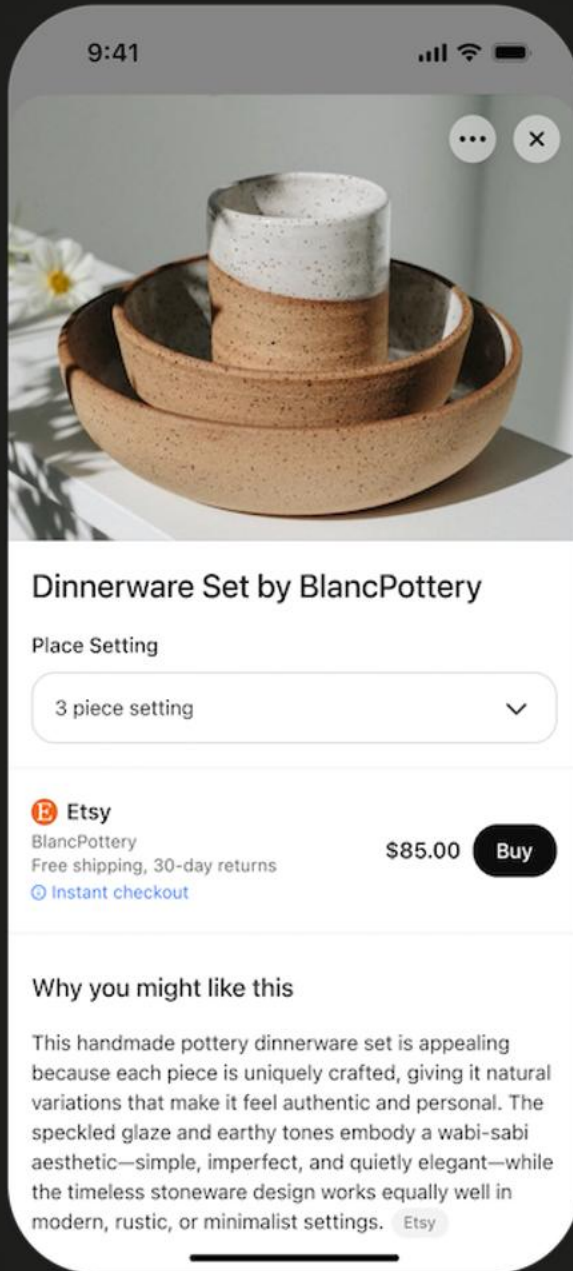 9:41
Dinnerware Set by BlancPottery
Place Setting
3 piece setting
E Etsy
BlancPottery
Free shipping, 30-day returns
Instant checkout
$85.00
Buy
Why you might like this
This handmade pottery dinnerware set is appealing
because each piece is uniquely crafted, giving it natural
variations that make it feel authentic and personal. The
speckled glaze and earthy tones embody a wabi-sabi
aesthetic—simple, imperfect, and quietly elegant—while
the timeless stoneware design works equally well in
modern, rustic, or minimalist settings. Etsy